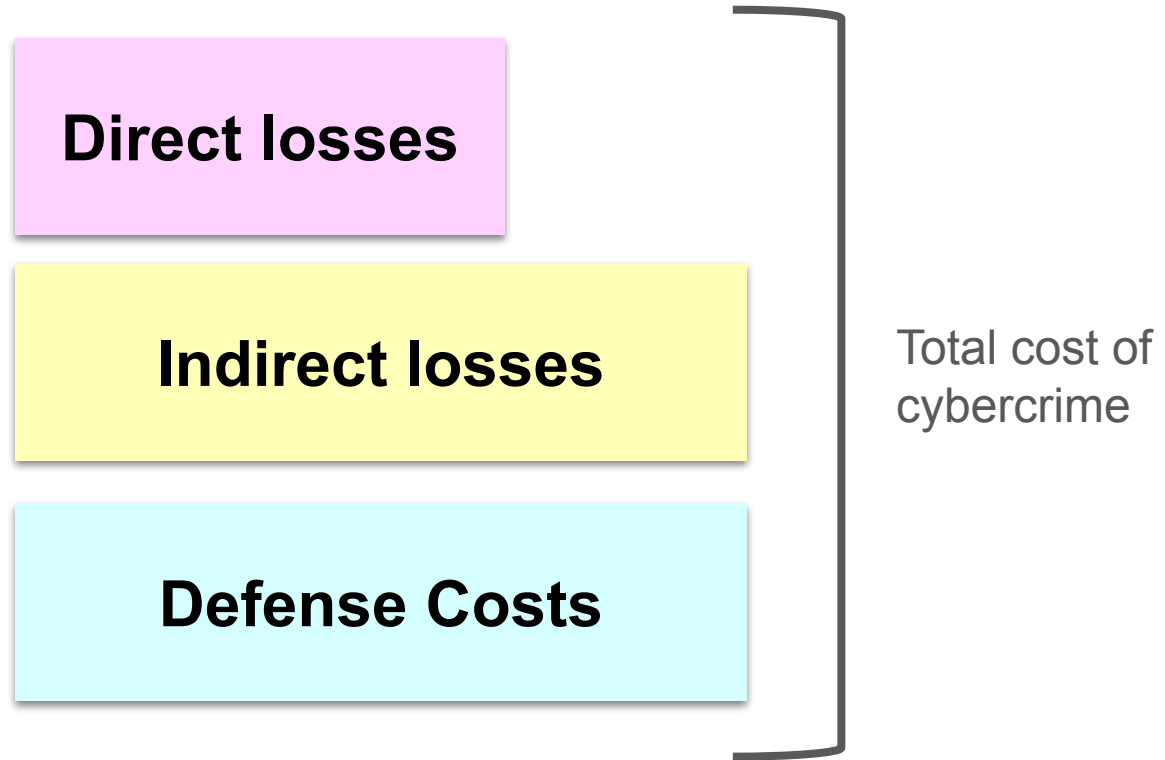 Direct losses
Indirect losses
Total cost of
cybercrime
Defense Costs